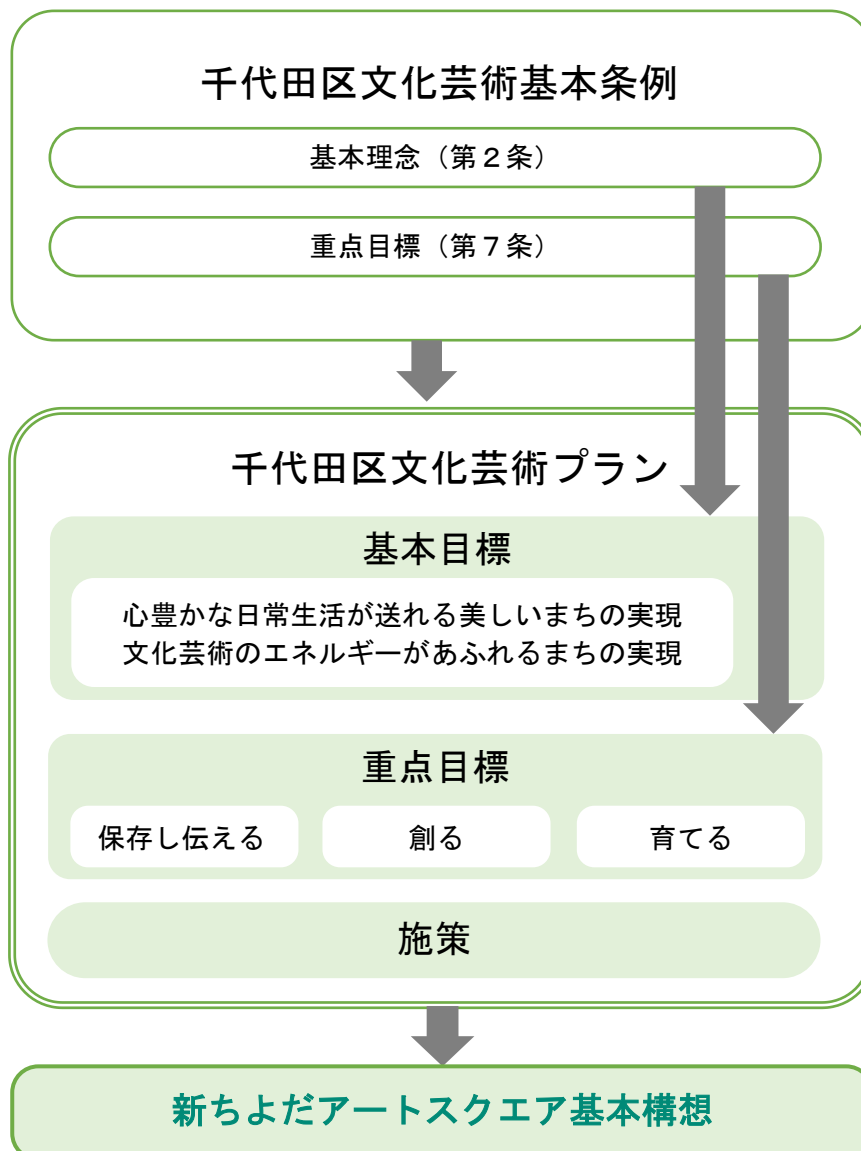 千代田区文化芸術基本条例
基本理念（第２条）
重点目標（第７条）
千代田区文化芸術プラン
基本目標
心豊かな日常生活が送れる美しいまちの実現
文化芸術のエネルギーがあふれるまちの実現
重点目標
保存し伝える
創る
育てる
施策
新ちよだアートスクエア基本構想